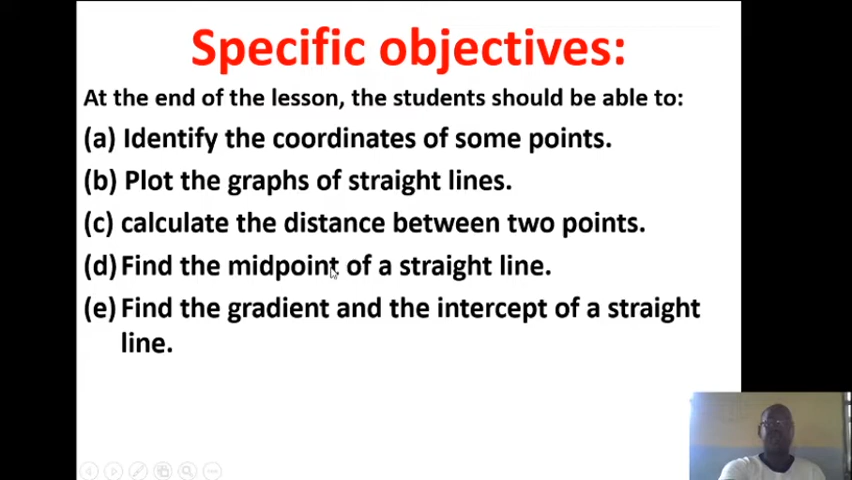 Specific objectives:
At the end of the lesson, the students should be able to:
(a) Identify the coordinates of some points.
(b) Plot the graphs of straight lines.
(c) calculate the distance between two points.
(d) Find the midpoint of a straight line.
(e) Find the gradient and the intercept of a straight
line.